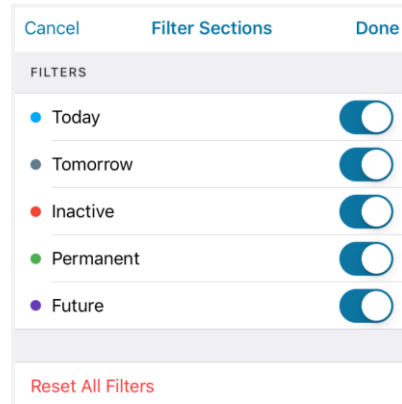 Cancel Filter Sections Done
FILTERS
Today
Tomorrow
Inactive
Permanent
Future
Reset All Filters